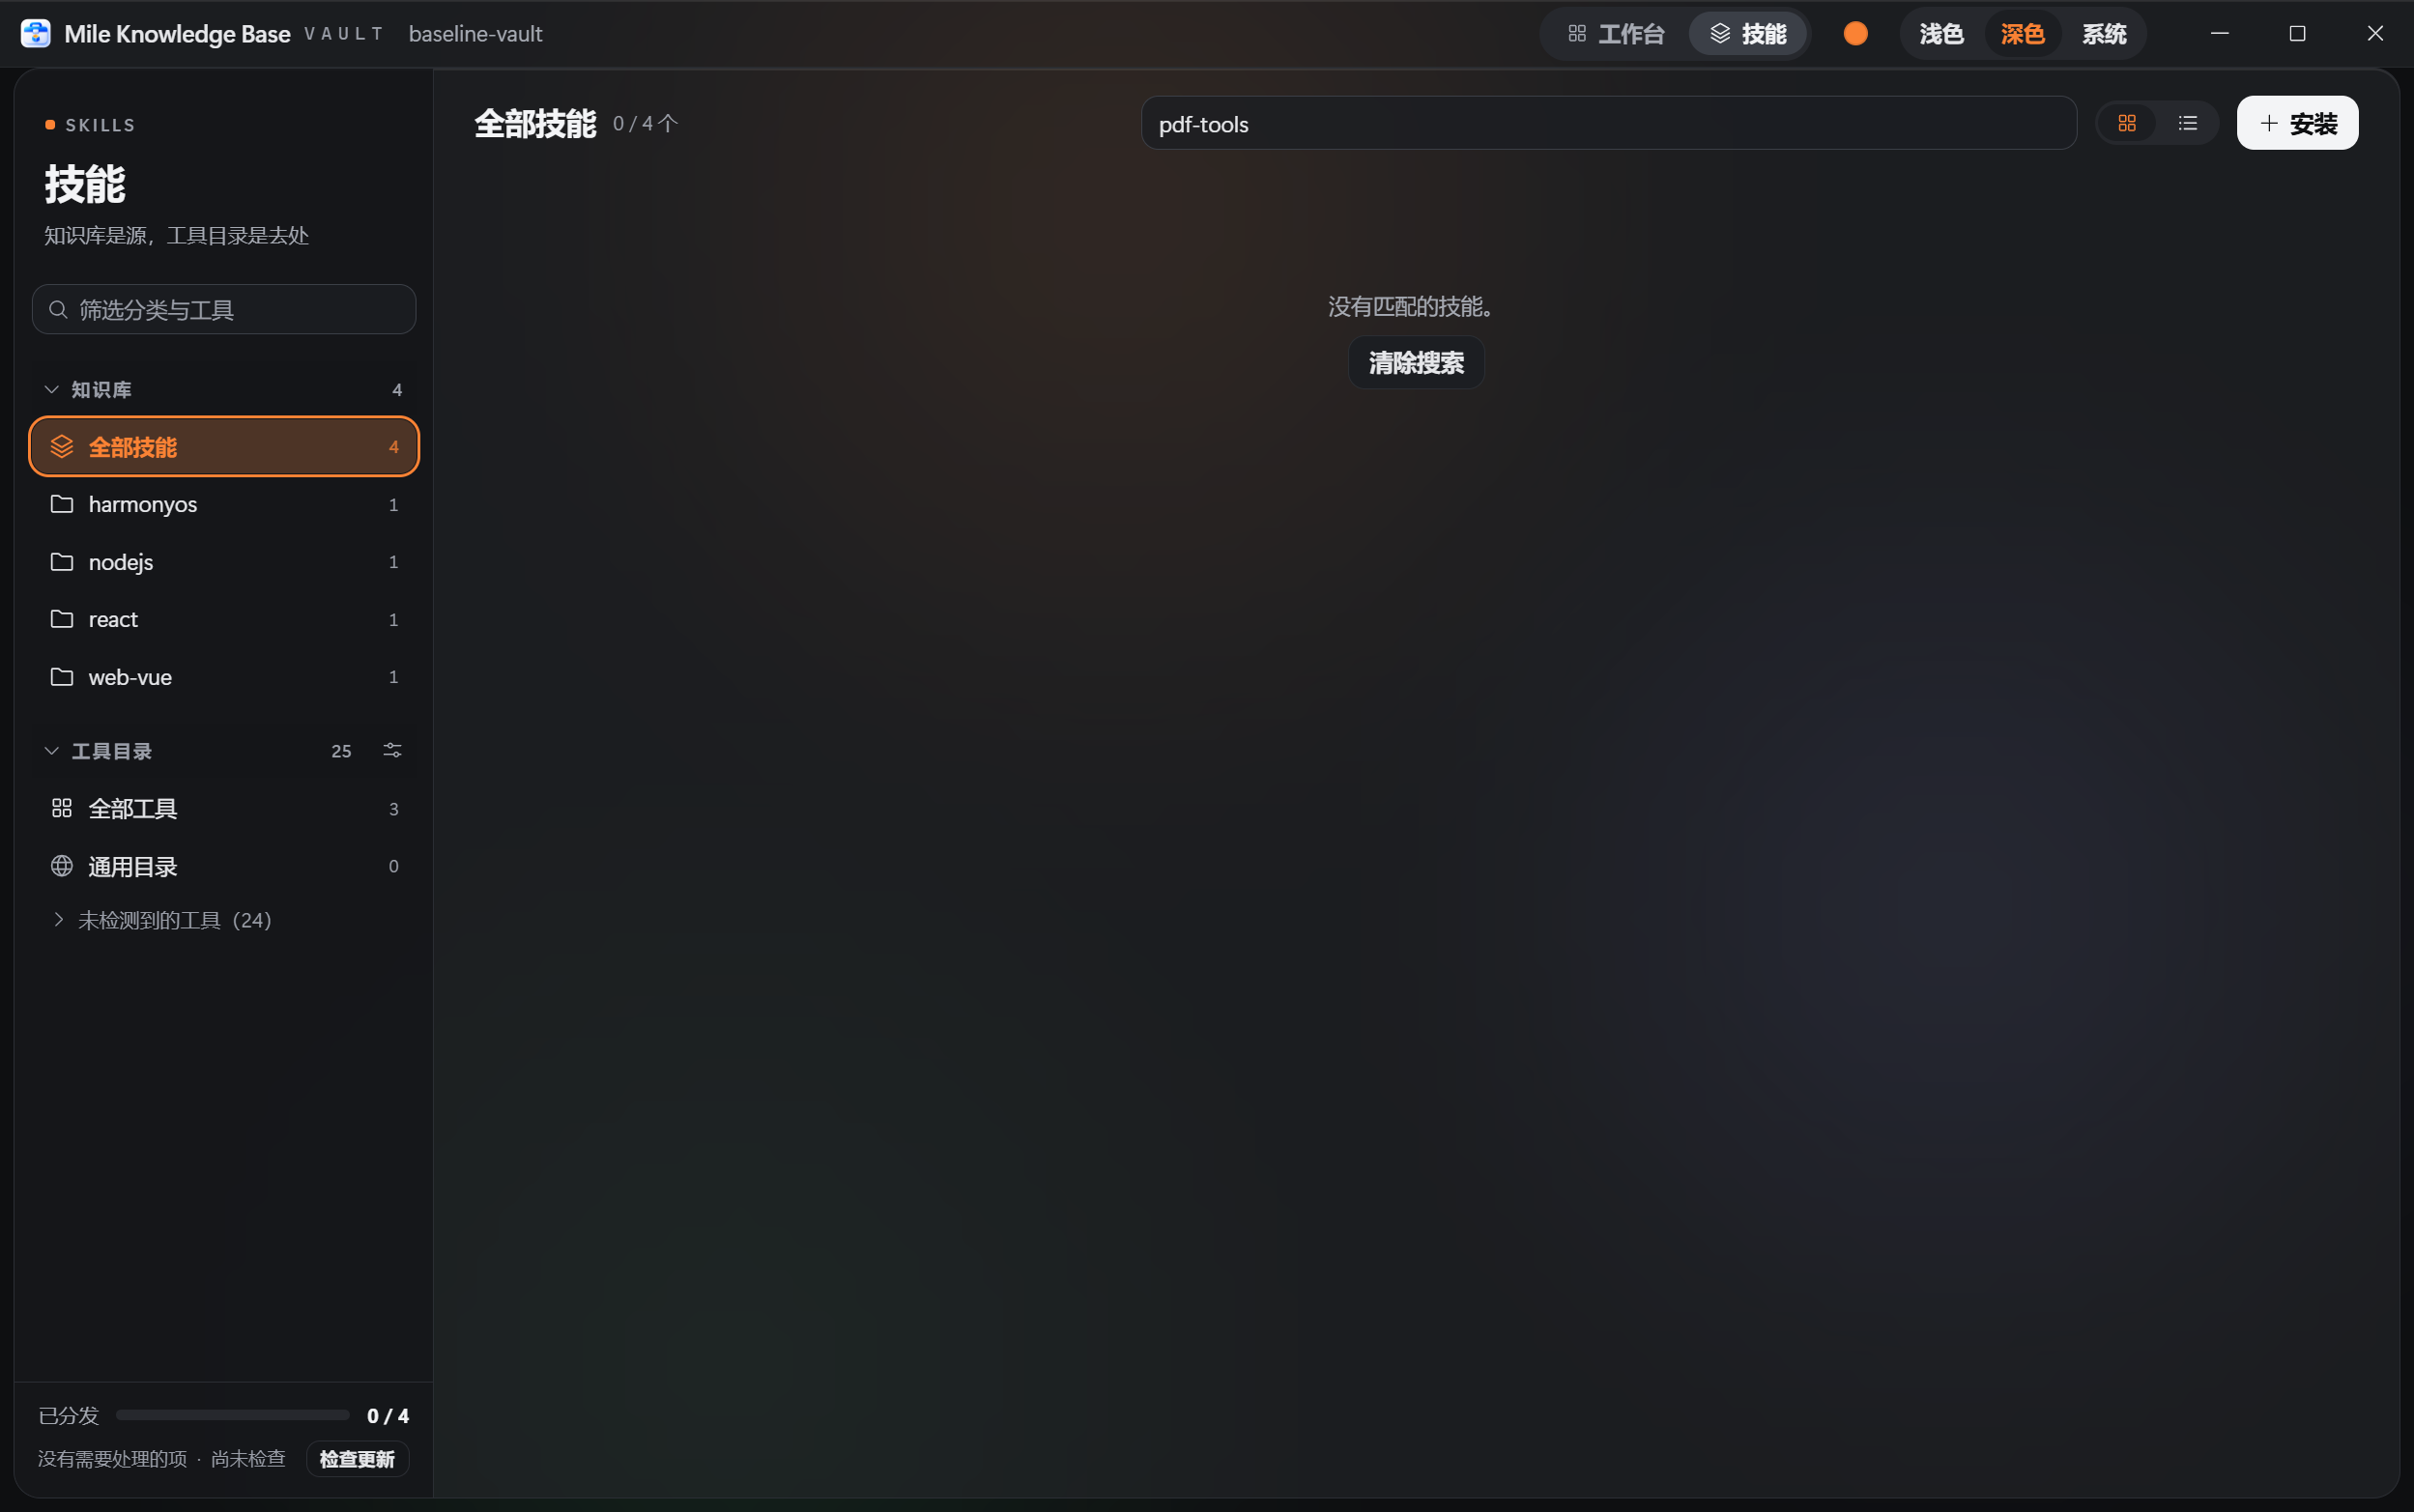 Mile Knowledge Base VAULT baseline-vault 工作台 技能 浅色 深色 系统
SKILLS
技能
知识库是源，工具目录是去处
筛选分类与工具
知识库 4
全部技能 4
harmonyos 1
nodejs 1
react 1
web-vue 1
工具目录 25
全部工具 3
通用目录 0
未检测到的工具（24）
已分发 0 / 4
没有需要处理的项 · 尚未检查 检查更新
全部技能 0 / 4 个 pdf-tools 安装
没有匹配的技能。
清除搜索